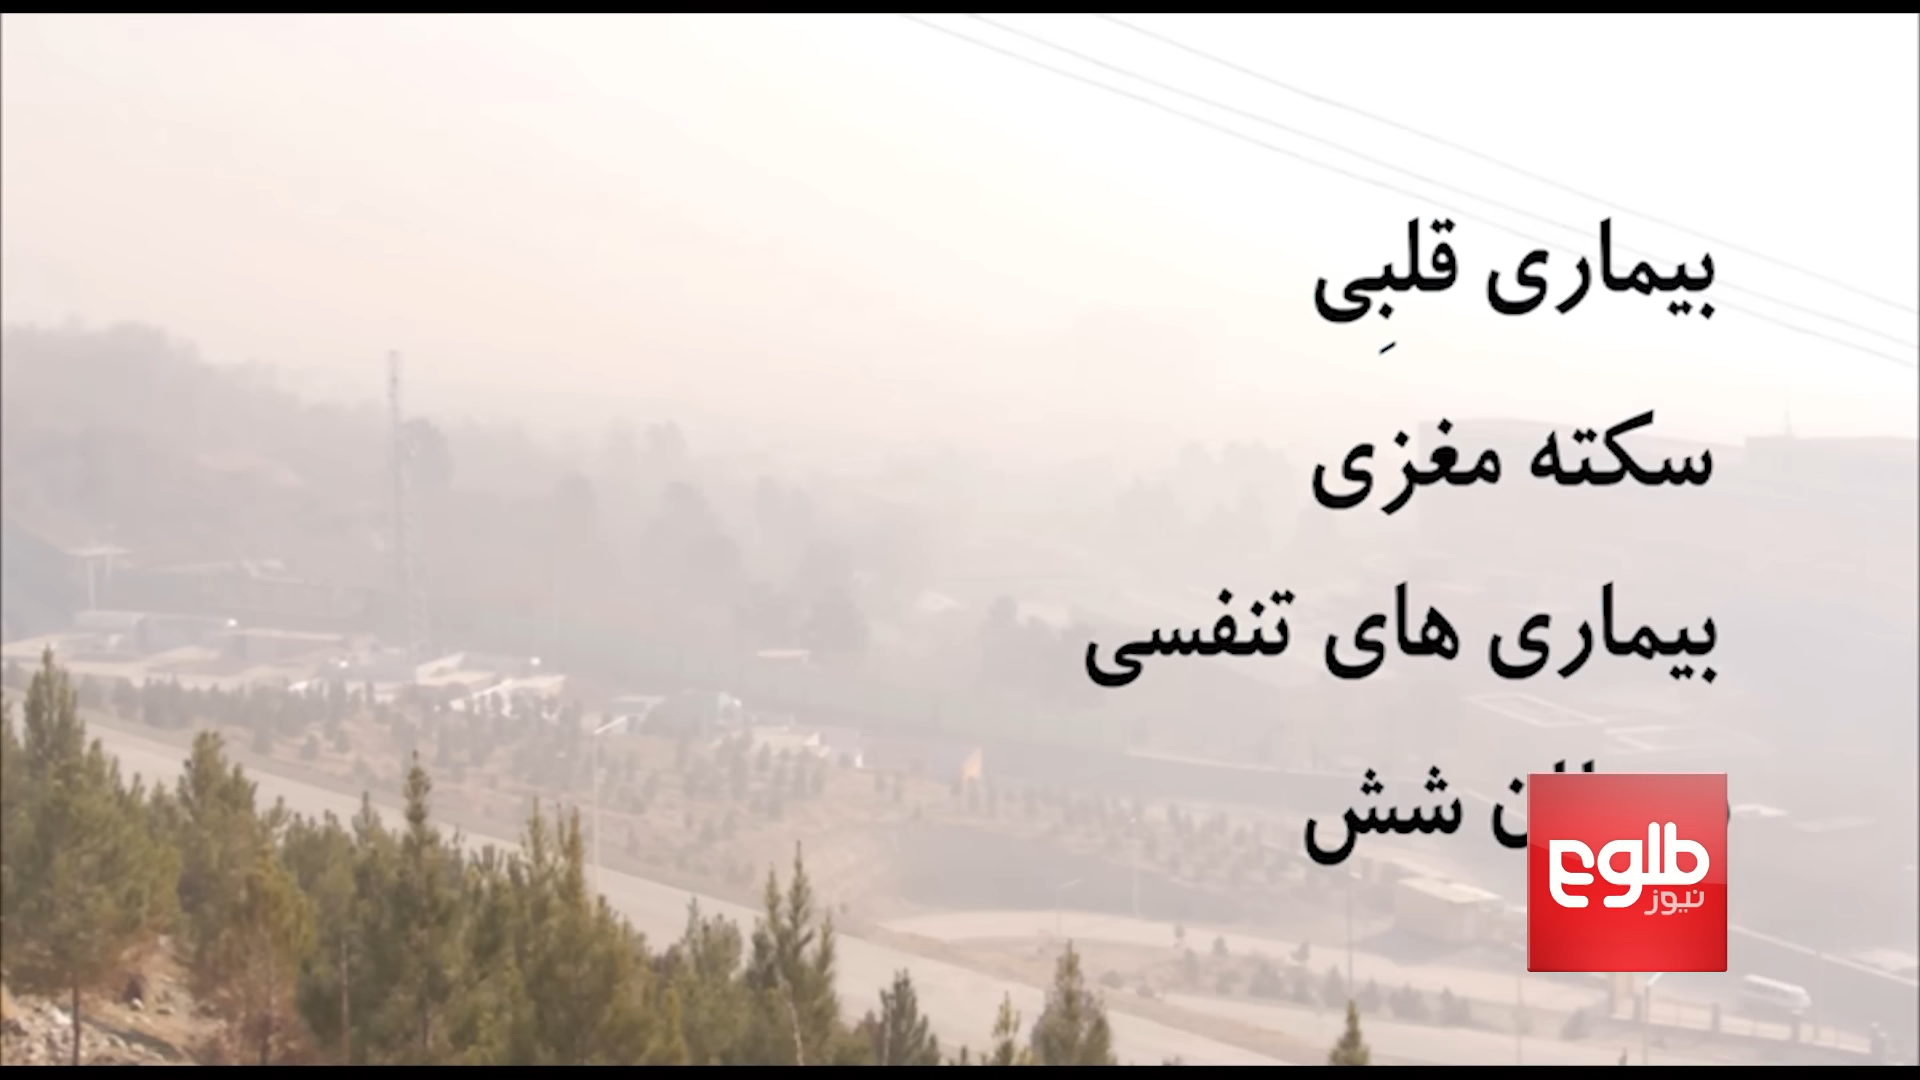 بیماری قلبِی
سکته مغزی
بیماری های تنفسی
شش
طلوع
نیوز